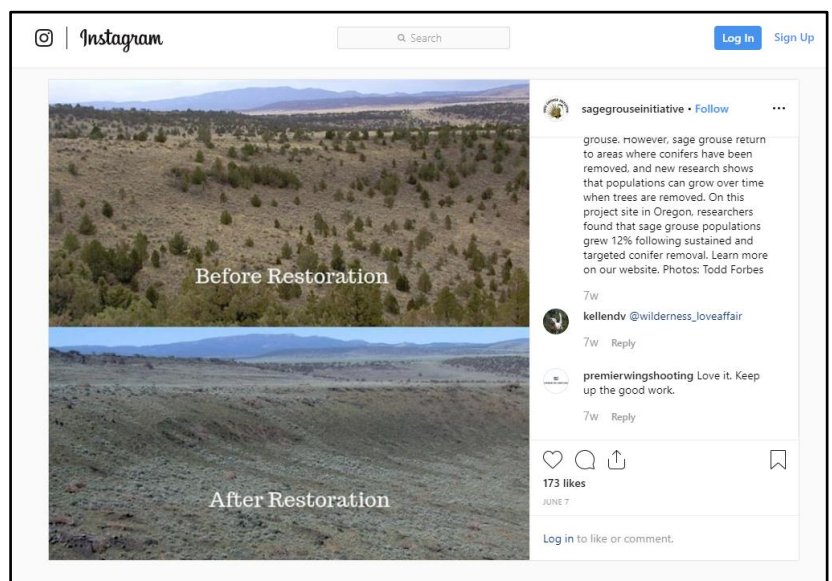 Instagram
Search
Log In
Sign Up
Before Restoration
After Restoration
sagegrouseinitiative • Follow
grouse. However, sage grouse return
to areas where conifers have been
removed, and new research shows
that populations can grow over time
when trees are removed. On this
project site in Oregon, researchers
found that sage grouse populations
grew 12% following sustained and
targeted conifer removal. Learn more
on our website. Photos: Todd Forbes
7w
kellendv @wilderness_loveaffair
7w Reply
premierwingshooting Love it. Keep
up the good work.
7w Reply
173 likes
JUNE 7
Log in to like or comment.